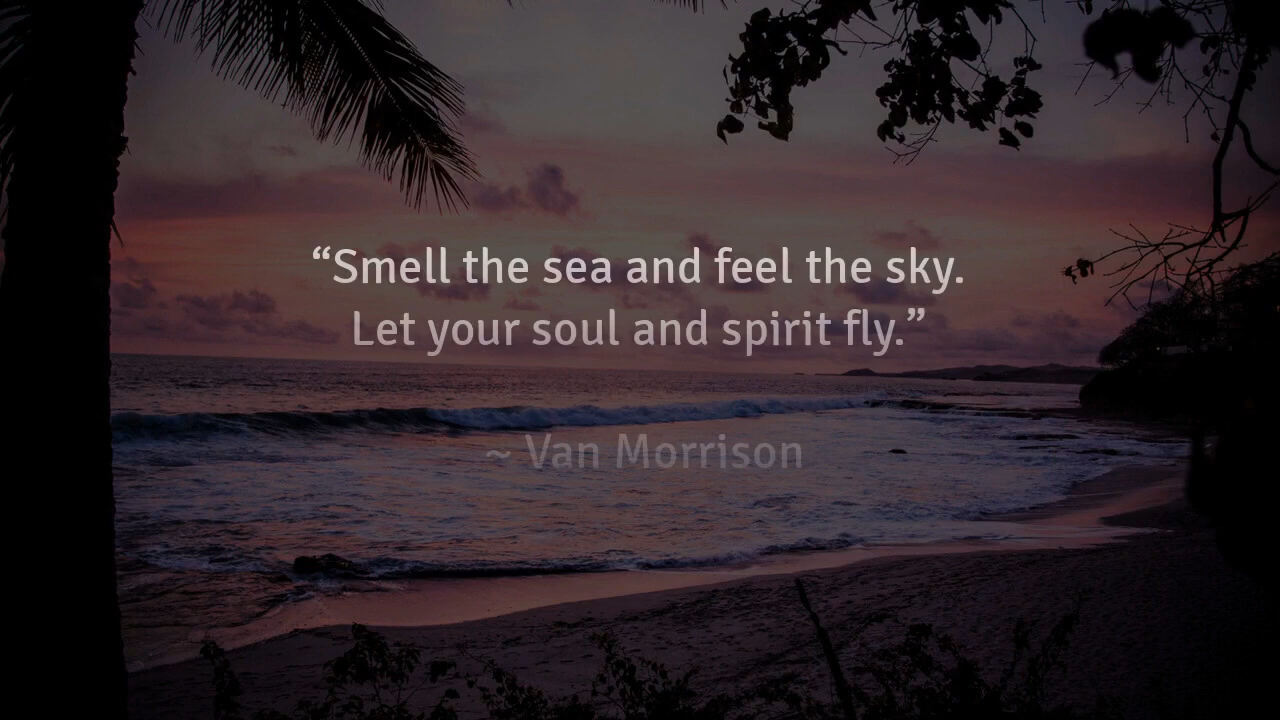 “Smell the sea and feel the sky.
Let your soul and spirit fly.”
~ Van Morrison